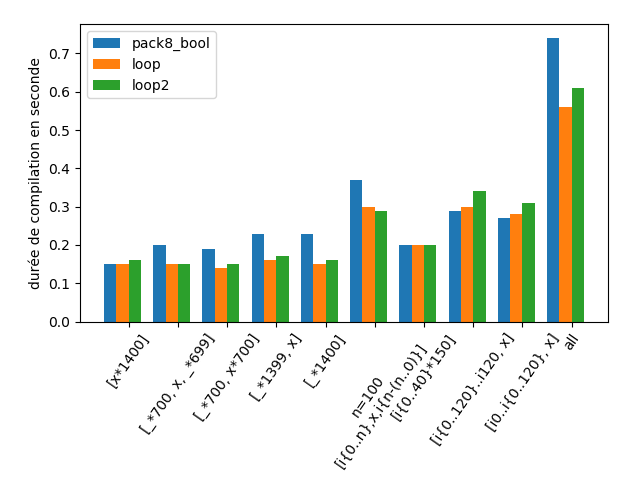 durée de compilation en seconde
0.7
0.6
0.5
0.4
0.3
0.2
0.1
0.0
pack8_bool
loop
loop2
[x*1400]
[_*700, x, _*699]
[_*700, x*700]
[_*1399, x]
[_*1400]
n=100
[i{0..n},x,i{n-(n..0)}]
[i{0..40}*150]
[i{0..120}..i120, x]
[i0..i{0..120}, x]
all